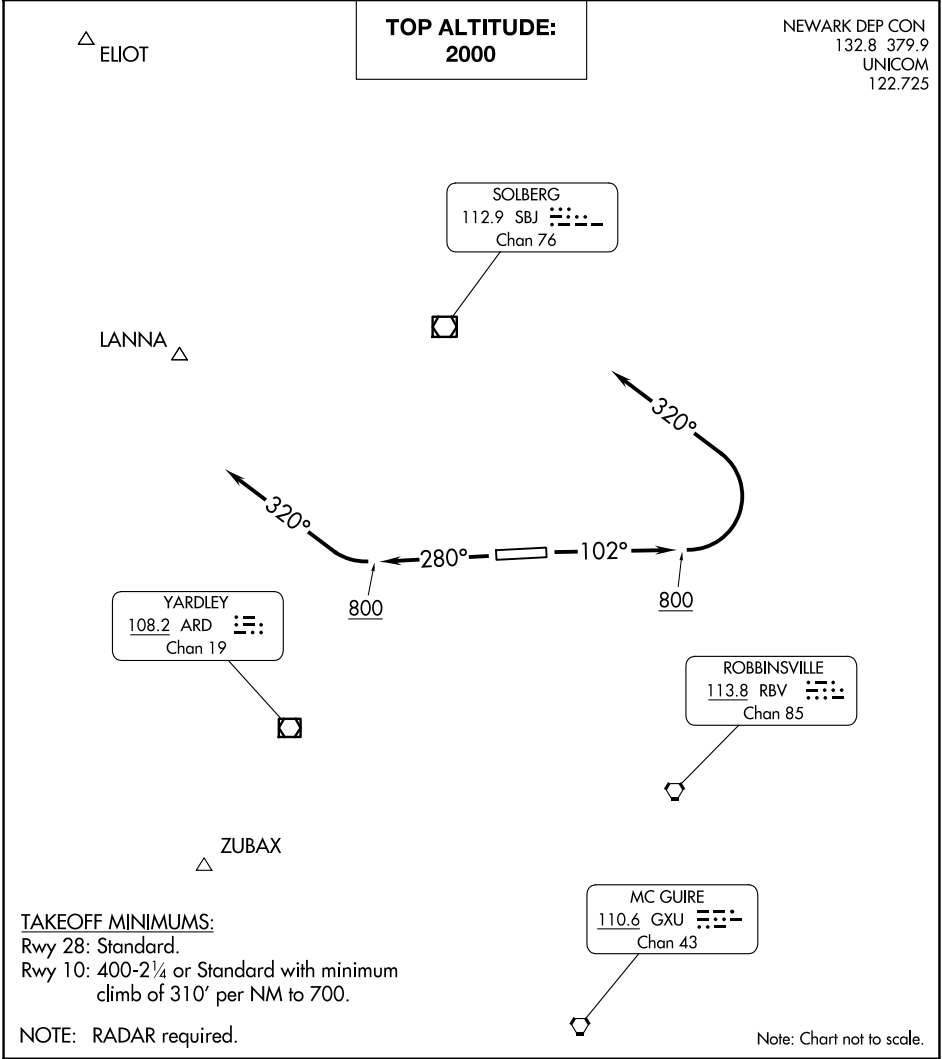 TOP ALTITUDE:
2000
NEWARK DEP CON
132.8 379.9
UNICOM
122.725
ELIOT
SOLBERG
112.9 SBJ
Chan 76
LANNA
320°
320°
280°
102°
800
800
YARDLEY
108.2 ARD
Chan 19
ROBBINSVILLE
113.8 RBV
Chan 85
ZUBAX
MC GUIRE
110.6 GXU
Chan 43
TAKEOFF MINIMUMS:
Rwy 28: Standard.
Rwy 10: 400-2¼ or Standard with minimum
climb of 310' per NM to 700.
NOTE: RADAR required.
Note: Chart not to scale.